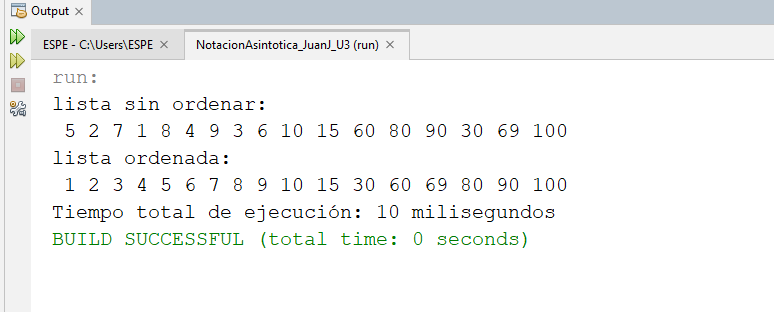 Output ×
ESPE - C:\Users\ESPE × NotacionAsintotica_JuanJ_U3 (run) ×
run:
lista sin ordenar:
5 2 7 1 8 4 9 3 6 10 15 60 80 90 30 69 100
lista ordenada:
1 2 3 4 5 6 7 8 9 10 15 30 60 69 80 90 100
Tiempo total de ejecución: 10 milisegundos
BUILD SUCCESSFUL (total time: 0 seconds)